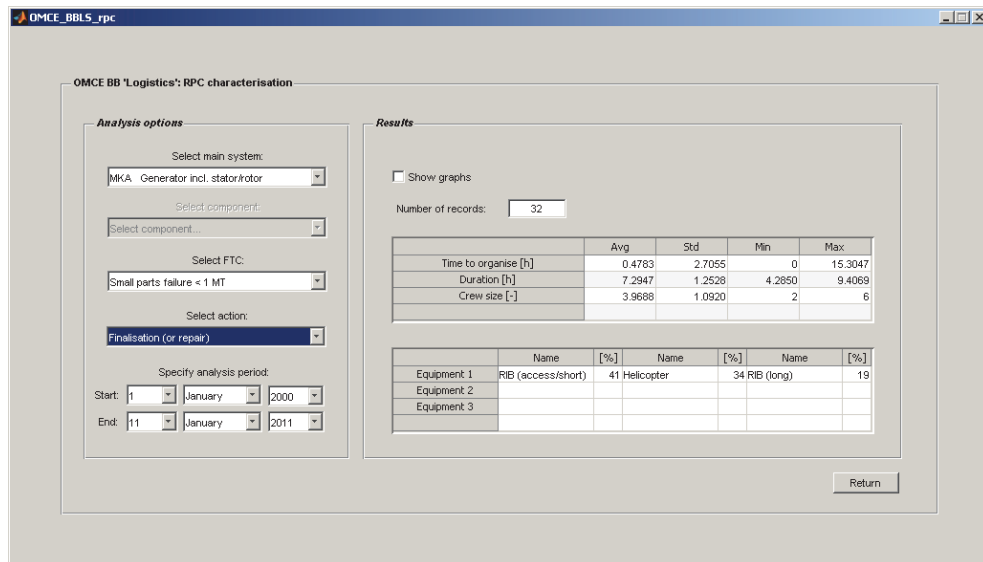 OMCE_BBLS_rpc
OMCE BB 'Logistics': RPC characterisation
Analysis options
Select main system:
MKA Generator incl. stator/rotor
Select component:
Select component...
Select FTC:
Small parts failure < 1 MT
Select action:
Finalisation (or repair)
Specify analysis period:
Start: 1 January 2000
End: 11 January 2011
Results
Show graphs
Number of records: 32
Avg Std Min Max
Time to organise [h] 0.4783 2.7055 0 15.3047
Duration [h] 7.2947 1.2528 4.2850 9.4069
Crew size [-] 3.9688 1.0920 2 6
Name [%] Name [%] Name [%]
Equipment 1 RIB (access/short) 41 Helicopter 34 RIB (long) 19
Equipment 2
Equipment 3
Return